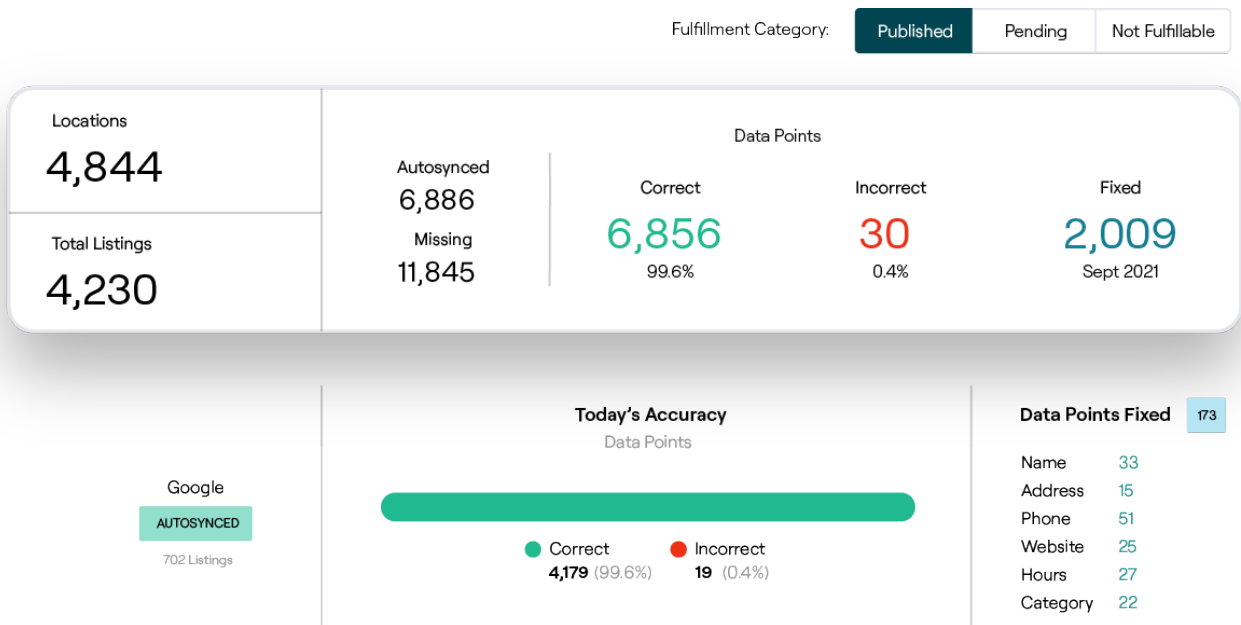 Fulfillment Category: Published Pending Not Fulfillable
Locations
4,844
Total Listings
4,230
Autosynced
6,886
Missing
11,845
Data Points
Correct Incorrect Fixed
6,856 30 2,009
99.6% 0.4% Sept 2021
Google
AUTOSYNCED
702 Listings
Today's Accuracy
Data Points
Correct Incorrect
4,179 (99.6%) 19 (0.4%)
Data Points Fixed 173
Name 33
Address 15
Phone 51
Website 25
Hours 27
Category 22